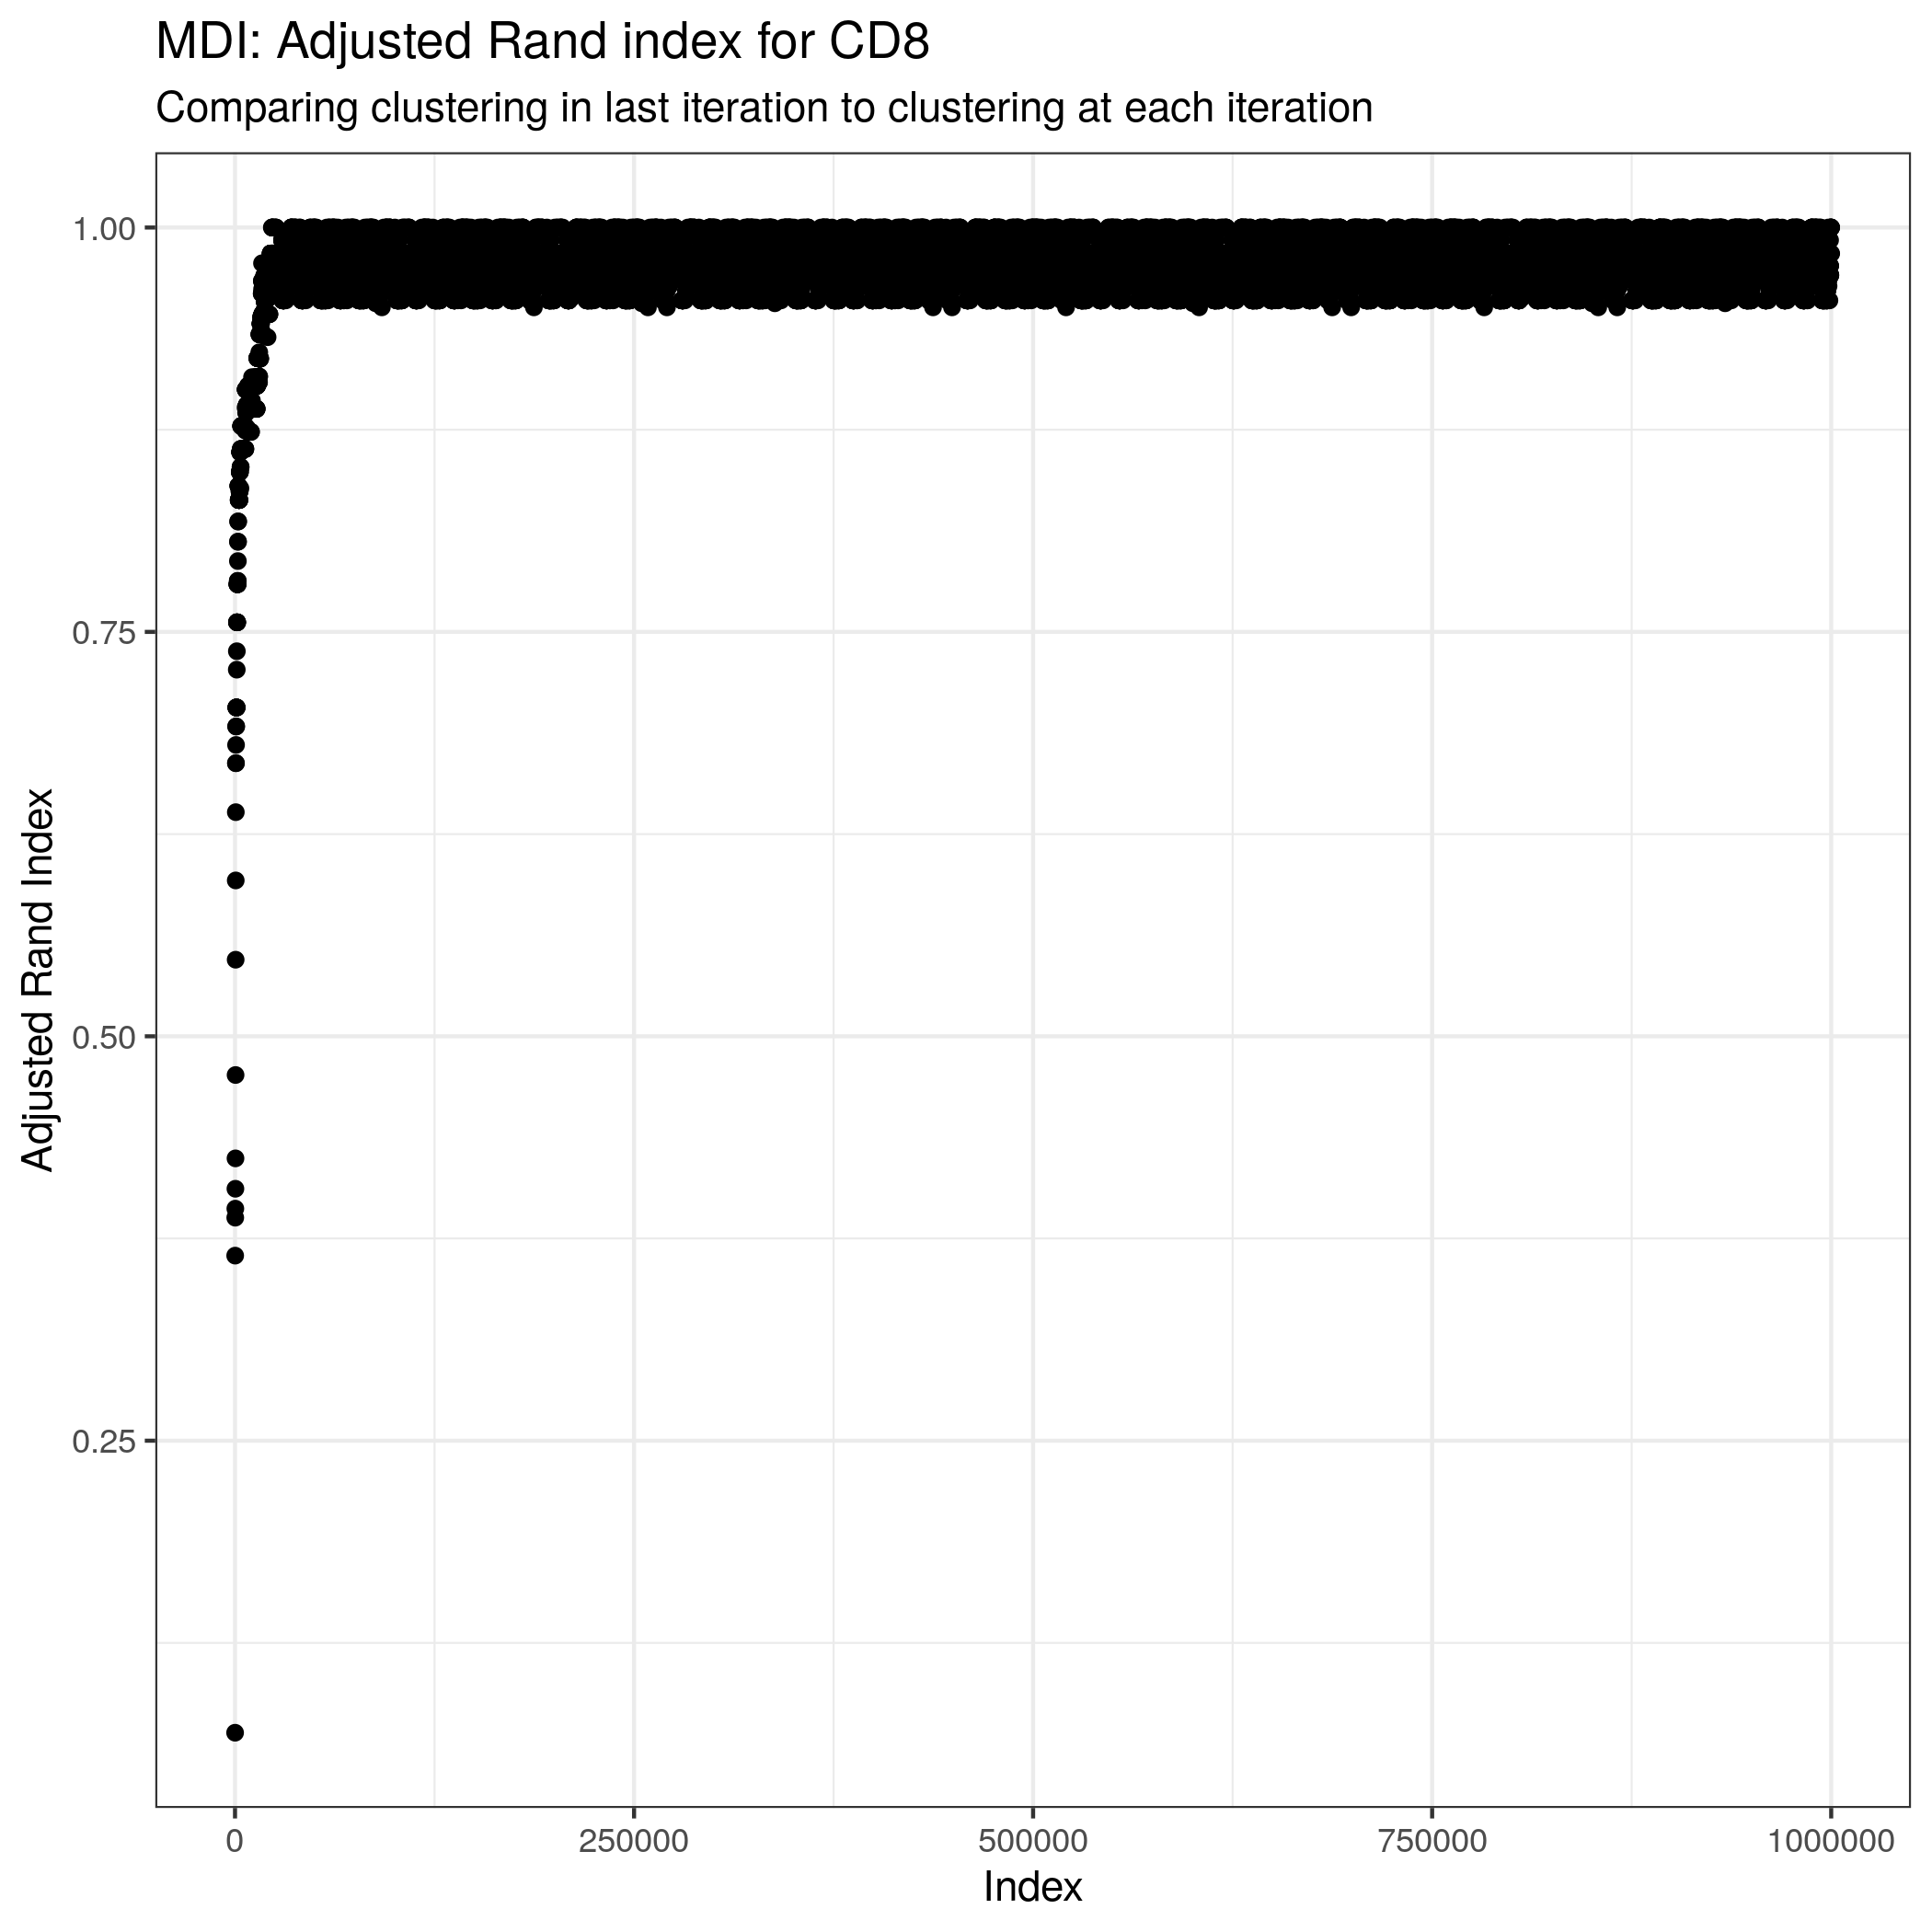 MDI: Adjusted Rand index for CD8
Comparing clustering in last iteration to clustering at each iteration
Adjusted Rand Index
1.00
0.75
0.50
0.25
0
250000
500000
750000
1000000
Index